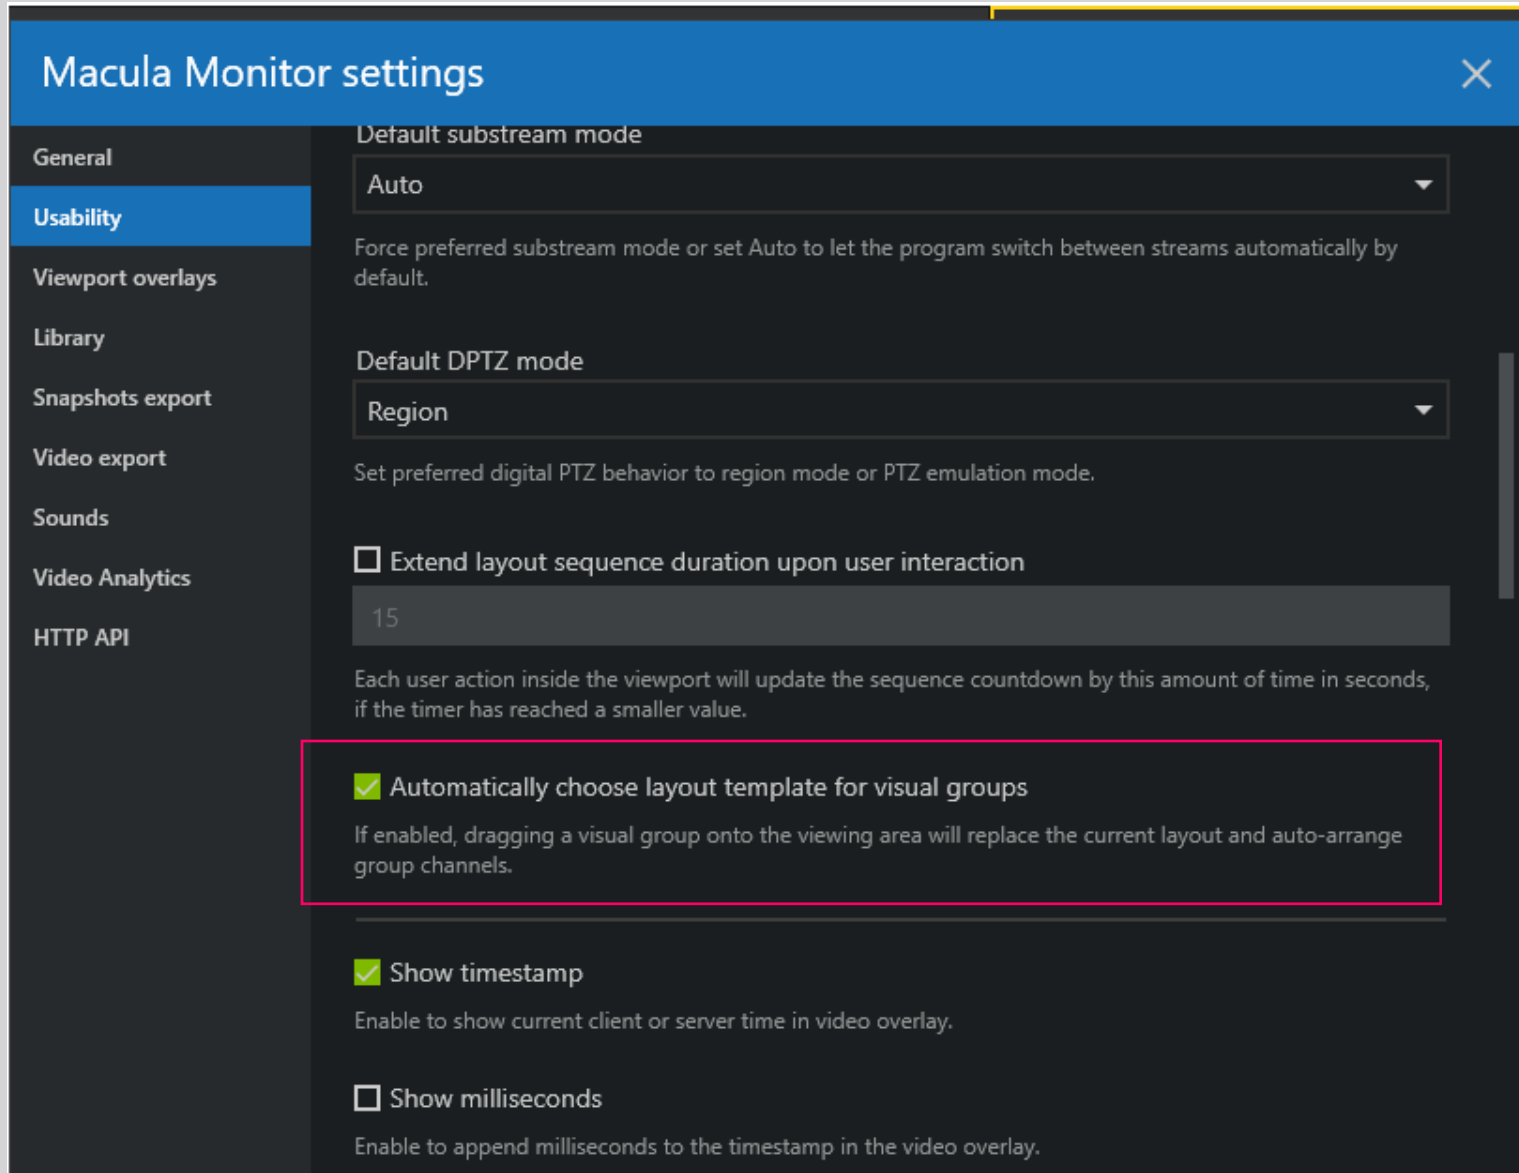 Macula Monitor settings
General
Usability
Viewport overlays
Library
Snapshots export
Video export
Sounds
Video Analytics
HTTP API
Default substream mode
Auto
Force preferred substream mode or set Auto to let the program switch between streams automatically by
default.
Default DPTZ mode
Region
Set preferred digital PTZ behavior to region mode or PTZ emulation mode.
Extend layout sequence duration upon user interaction
15
Each user action inside the viewport will update the sequence countdown by this amount of time in seconds,
if the timer has reached a smaller value.
Automatically choose layout template for visual groups
If enabled, dragging a visual group onto the viewing area will replace the current layout and auto-arrange
group channels.
Show timestamp
Enable to show current client or server time in video overlay.
Show milliseconds
Enable to append milliseconds to the timestamp in the video overlay.